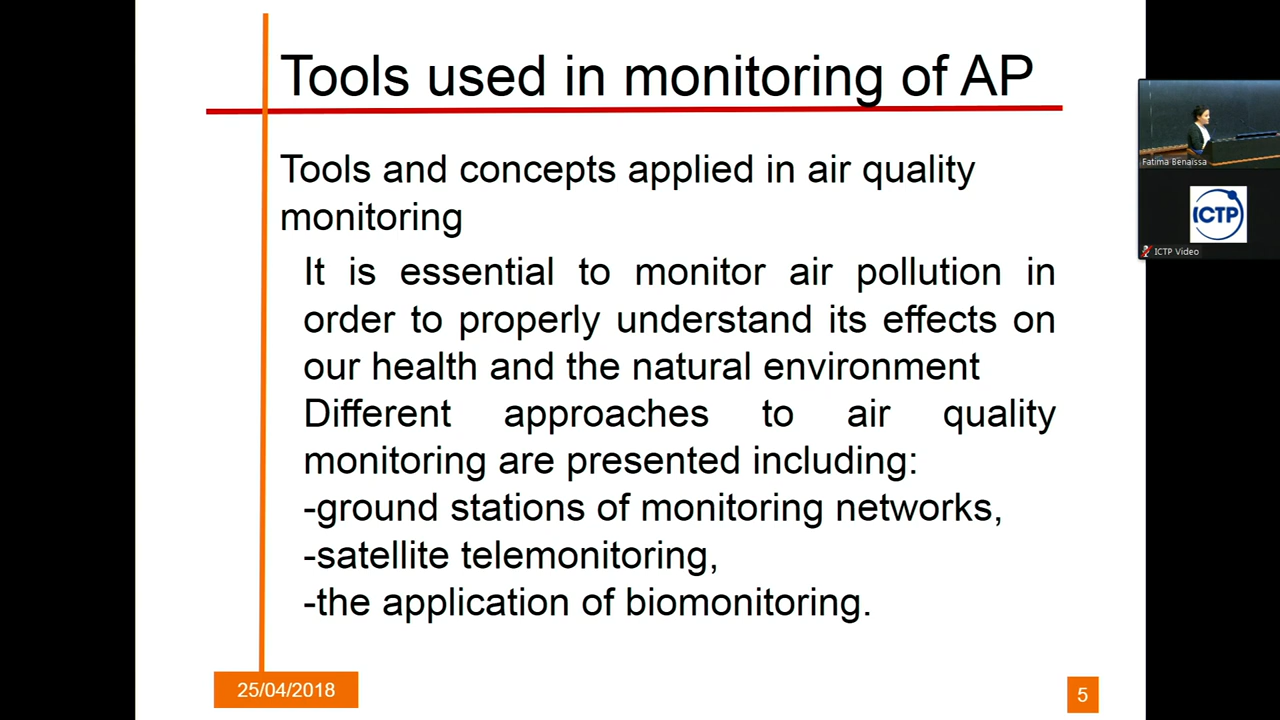 Tools used in monitoring of AP
Tools and concepts applied in air quality
monitoring
It is essential to monitor air pollution in
order to properly understand its effects on
our health and the natural environment
Different approaches to air quality
monitoring are presented including:
-ground stations of monitoring networks,
-satellite telemonitoring,
-the application of biomonitoring.
25/04/2018
5
Fatima Benaissa
ICTP
ICTP Video